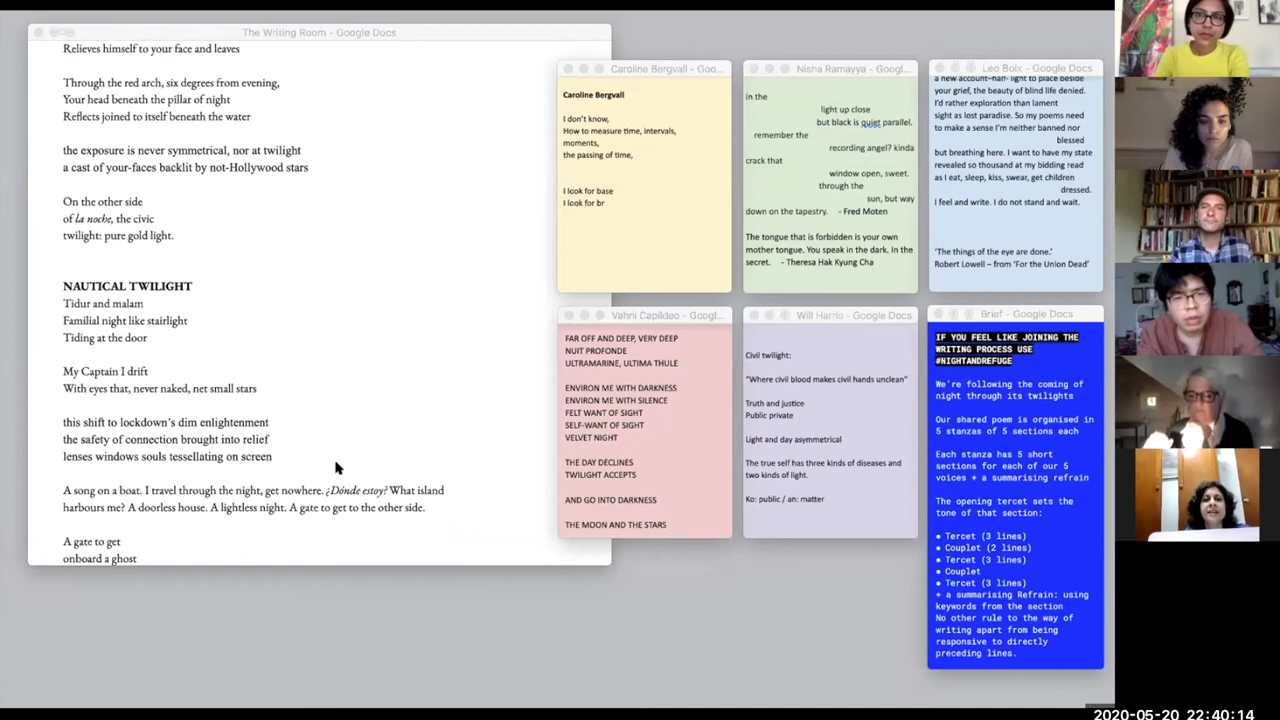 The Writing Room - Google Docs
Relieves himself to your face and leaves
Through the red arch, six degrees from evening,
Your head beneath the pillar of night
Reflects joined to itself beneath the water
the exposure is never symmetrical, nor at twilight
a cast of your-faces backlit by not-Hollywood stars
On the other side
of la noche, the civic
twilight: pure gold light.
NAUTICAL TWILIGHT
Tidur and malam
Familial night like stairlight
Tiding at the door
My Captain I drift
With eyes that, never naked, net small stars
this shift to lockdown's dim enlightenment
the safety of connection brought into relief
lenses windows souls tessellating on screen
A song on a boat. I travel through the night, get nowhere. ¿Dónde estoy? What island
harbours me? A doorless house. A lightless night. A gate to get to the other side.
A gate to get
onboard a ghost
Caroline Bergvall - Goo...
Caroline Bergvall
I don't know,
How to measure time, intervals,
moments,
the passing of time,
I look for base
I look for br
Nisha Ramayya - Googl...
in the
light up close
but black is quiet parallel.
remember the
recording angel? kinda
crack that
window open, sweet.
through the
sun, but way
down on the tapestry. - Fred Moten
The tongue that is forbidden is your own
mother tongue. You speak in the dark. In the
secret. - Theresa Hak Kyung Cha
Leo Boix - Google Docs
a new account–half- light to place beside
your grief, the beauty of blind life denied.
I'd rather exploration than lament
sight as lost paradise. So my poems need
to make a sense I'm neither banned nor
blessed
but breathing here. I want to have my state
revealed so thousand at my bidding read
as I eat, sleep, kiss, swear, get children
dressed.
I feel and write. I do not stand and wait.
'The things of the eye are done.'
Robert Lowell – from 'For the Union Dead'
Vahni Capildeo - Googl...
FAR OFF AND DEEP, VERY DEEP
NUIT PROFONDE
ULTRAMARINE, ULTIMA THULE
ENVIRON ME WITH DARKNESS
ENVIRON ME WITH SILENCE
FELT WANT OF SIGHT
SELF-WANT OF SIGHT
VELVET NIGHT
THE DAY DECLINES
TWILIGHT ACCEPTS
AND GO INTO DARKNESS
THE MOON AND THE STARS
Will Harris - Google Docs
Civil twilight:
"Where civil blood makes civil hands unclean"
Truth and justice
Public private
Light and day asymmetrical
The true self has three kinds of diseases and
two kinds of light.
Ko: public / an: matter
Brief - Google Docs
IF YOU FEEL LIKE JOINING THE
WRITING PROCESS USE
#NIGHTANDREFUGE
We're following the coming of
night through its twilights
Our shared poem is organised in
5 stanzas of 5 sections each
Each stanza has 5 short
sections for each of our 5
voices + a summarising refrain
The opening tercet sets the
tone of that section:
• Tercet (3 lines)
• Couplet (2 lines)
• Tercet (3 lines)
• Couplet
• Tercet (3 lines)
+ a summarising Refrain: using
keywords from the section
No other rule to the way of
writing apart from being
responsive to directly
preceding lines.
2020-05-20 22:40:14